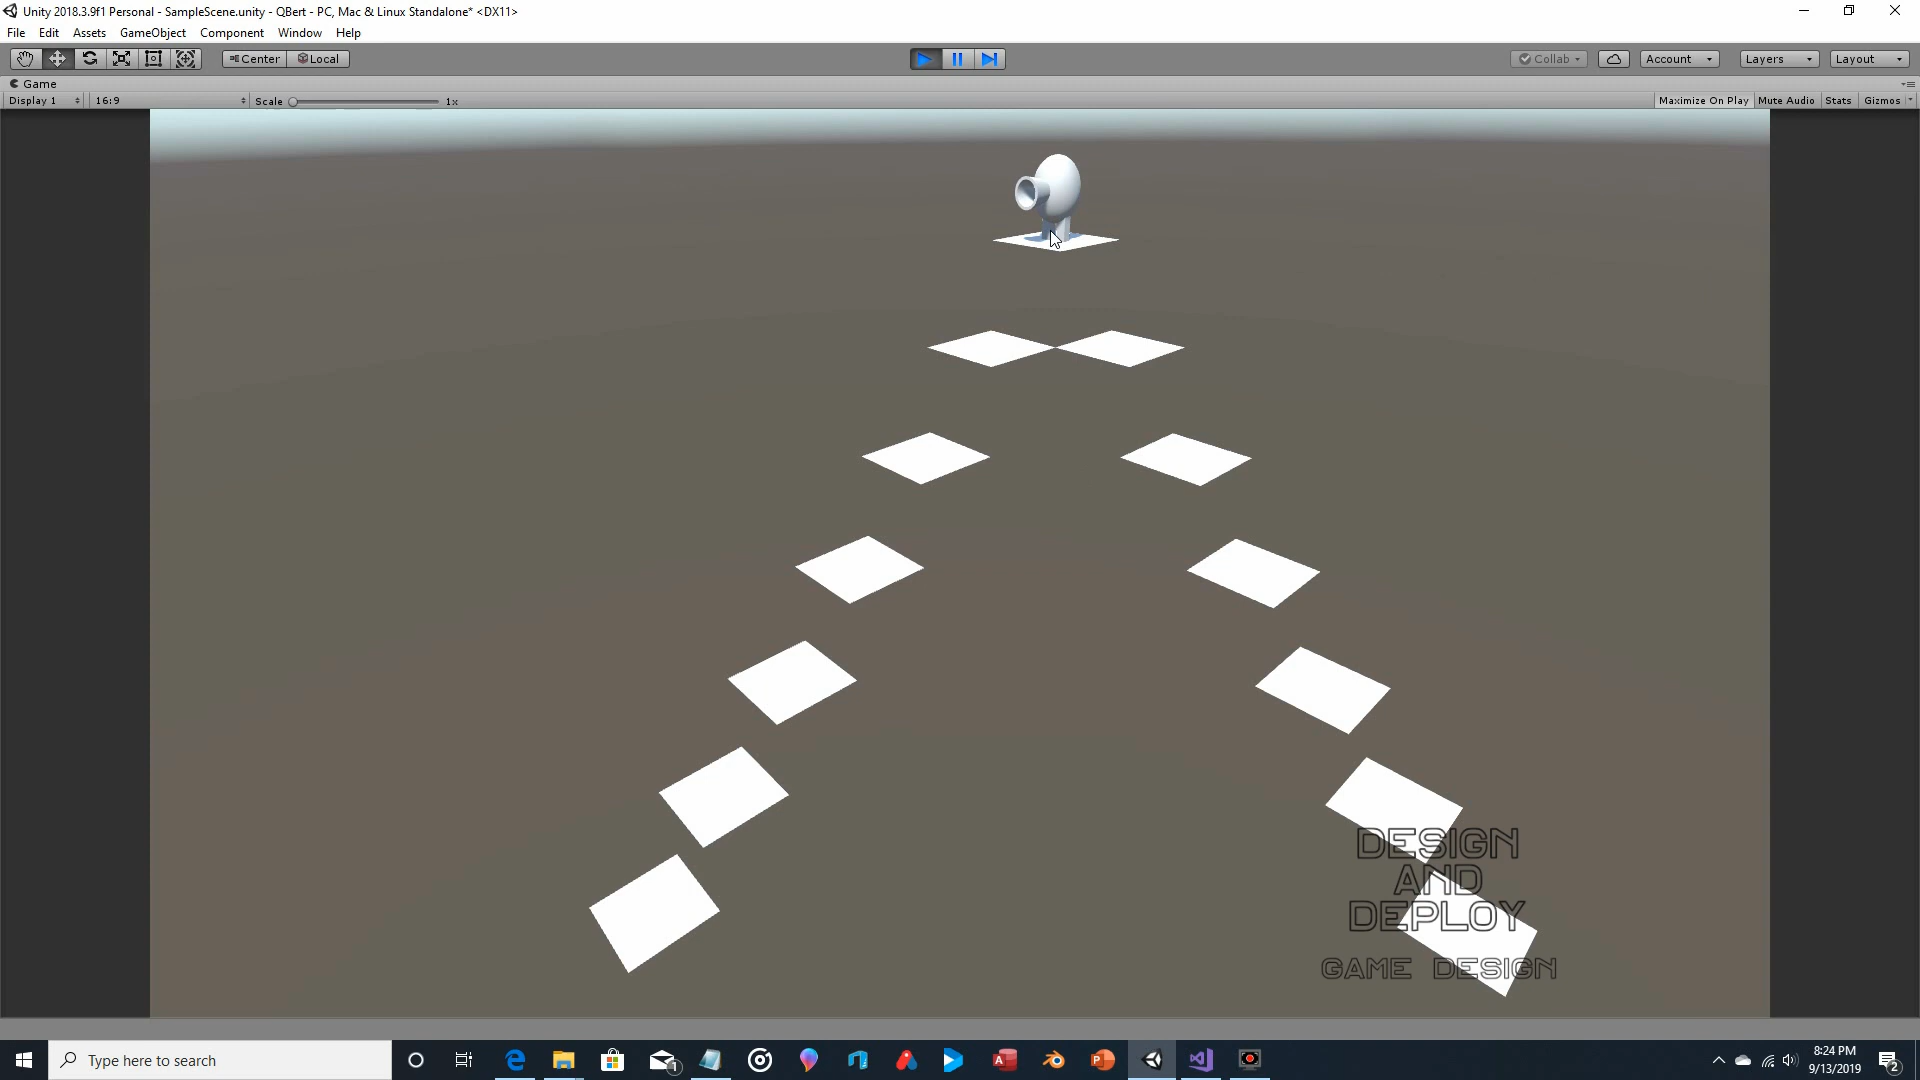 Unity 2018.3.9f1 Personal - SampleScene.unity - QBert - PC, Mac & Linux Standalone* <DX11>
File Edit Assets GameObject Component Window Help
Center Local Collab Account Layers Layout
Game
Display 1 16:9 Scale 1x Maximize On Play Mute Audio Stats Gizmos
DESIGN
AND
DEPLOY
GAME DESIGN
Type here to search
1
8:24 PM
9/13/2019
2